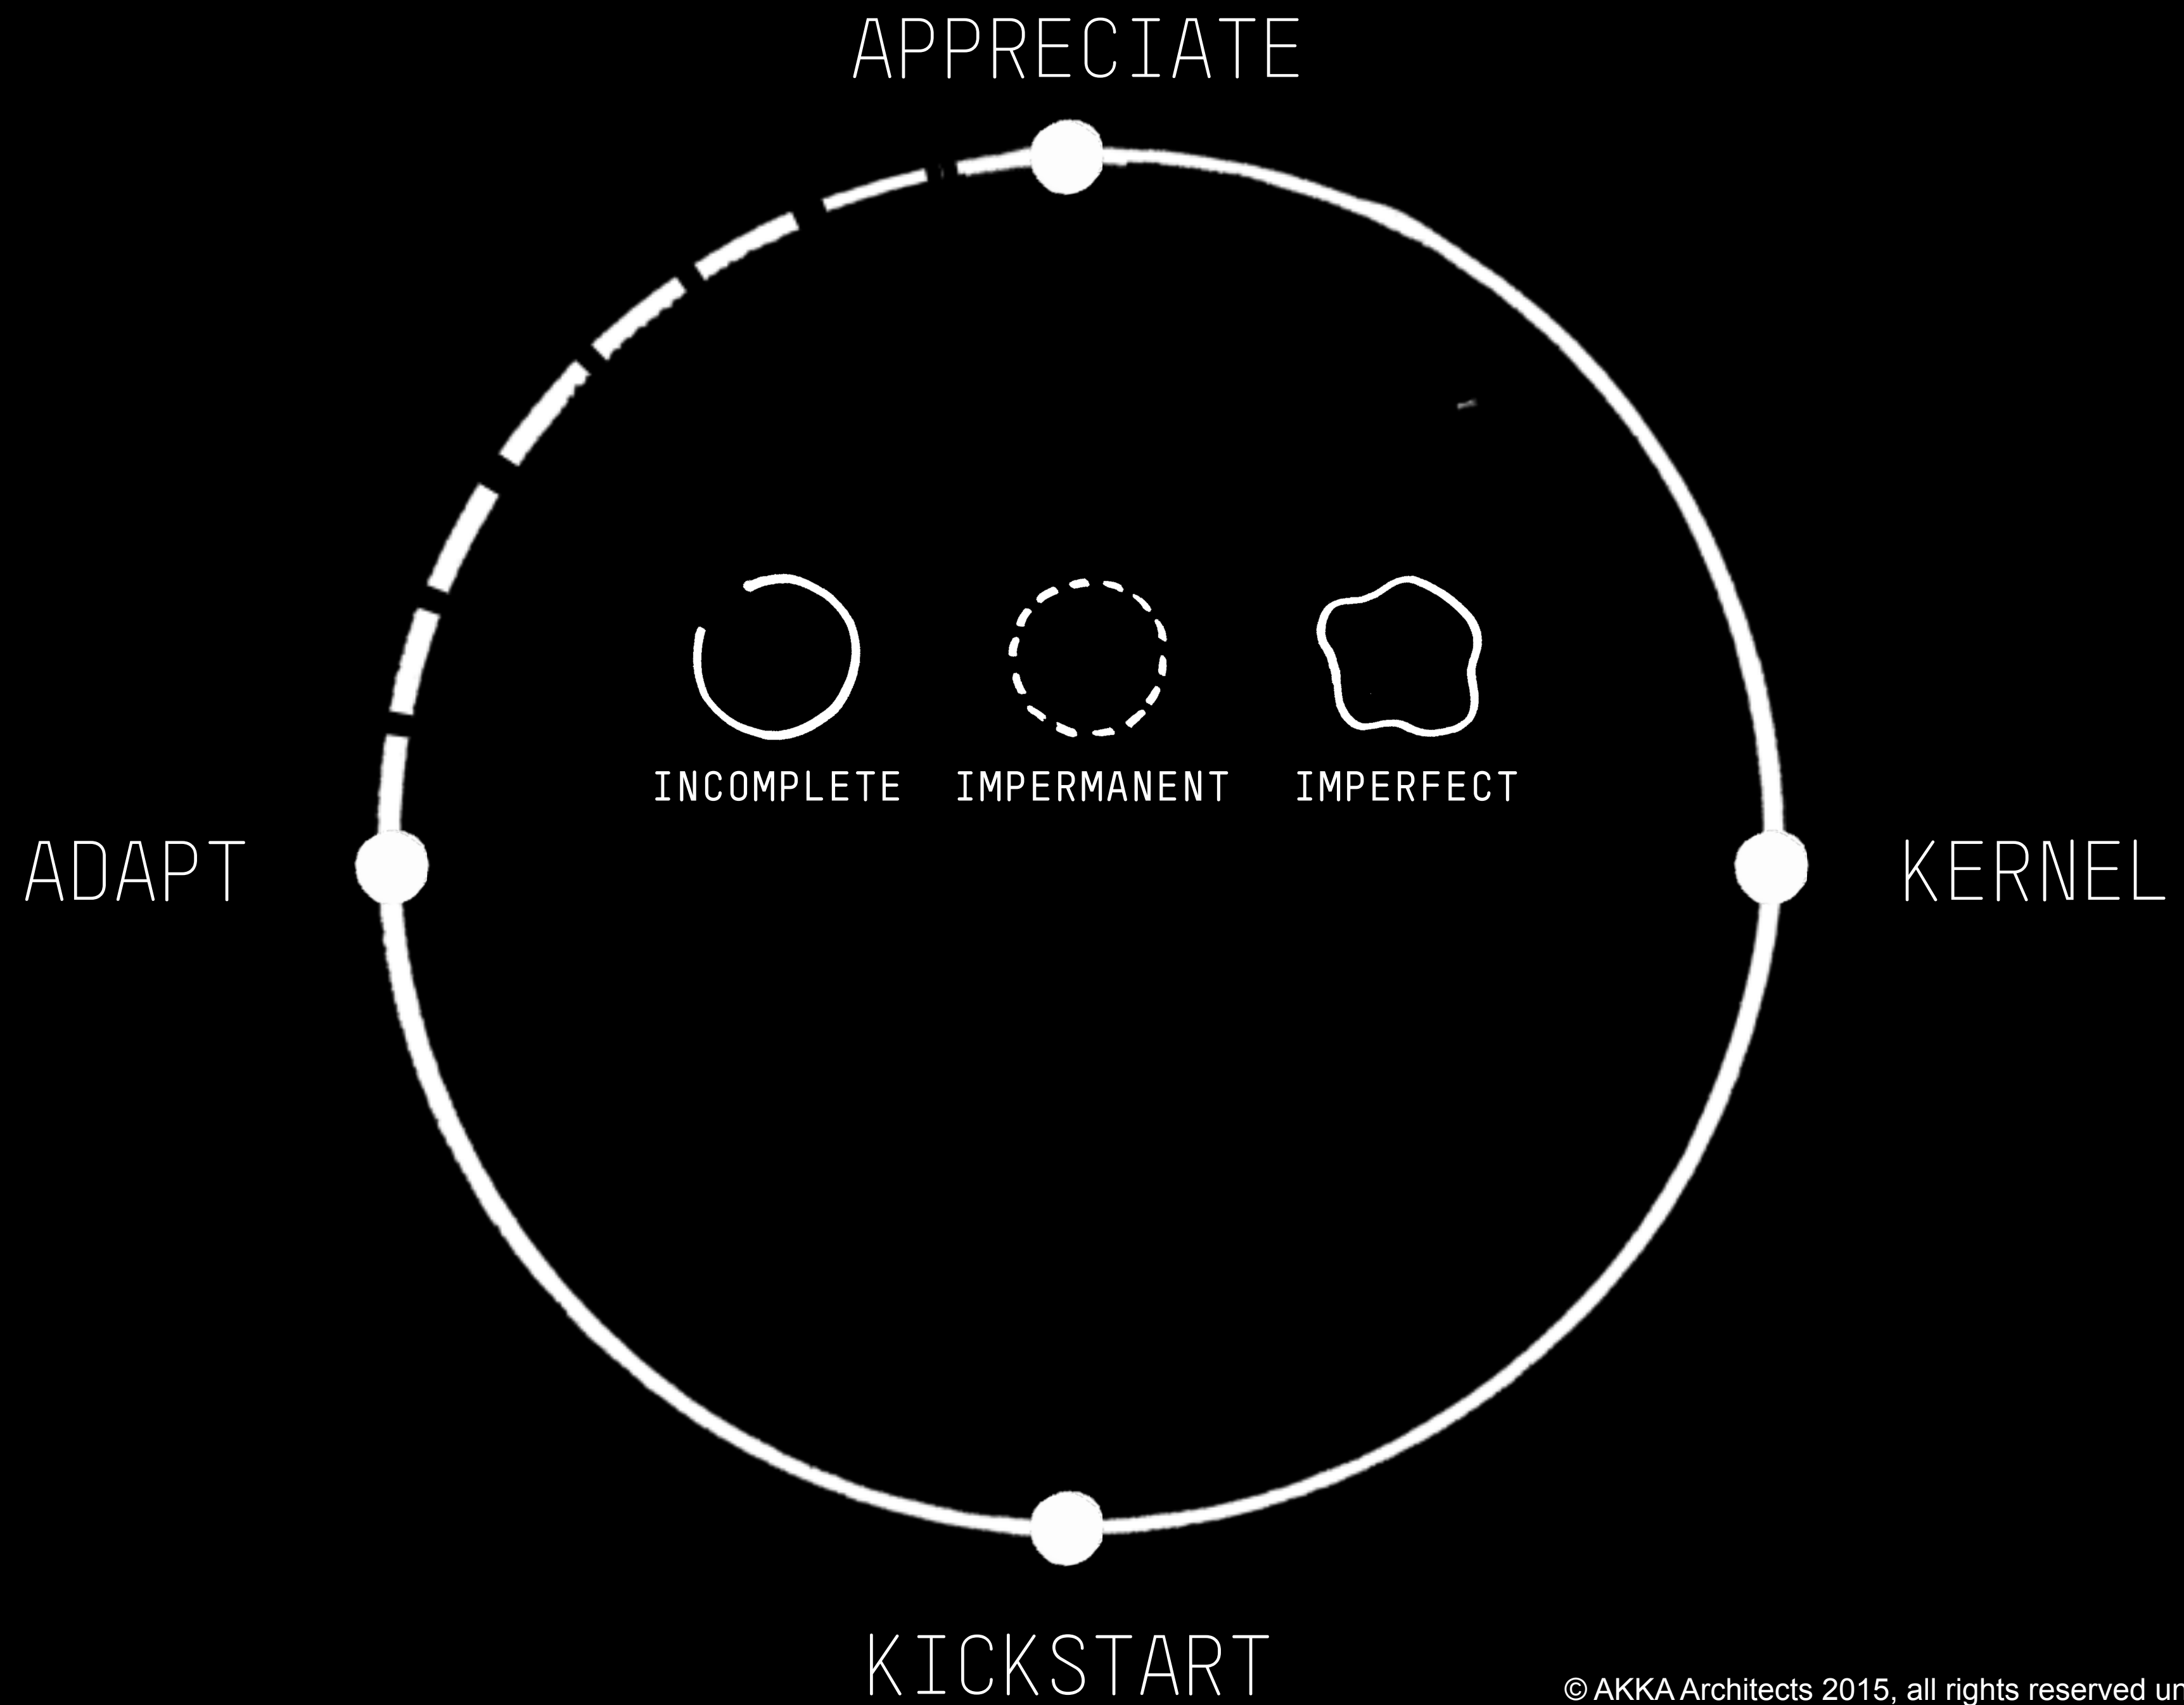 APPRECIATE
INCOMPLETE IMPERMANENT IMPERFECT
ADAPT
KERNEL
KICKSTART
© AKKA Architects 2015, all rights reserved